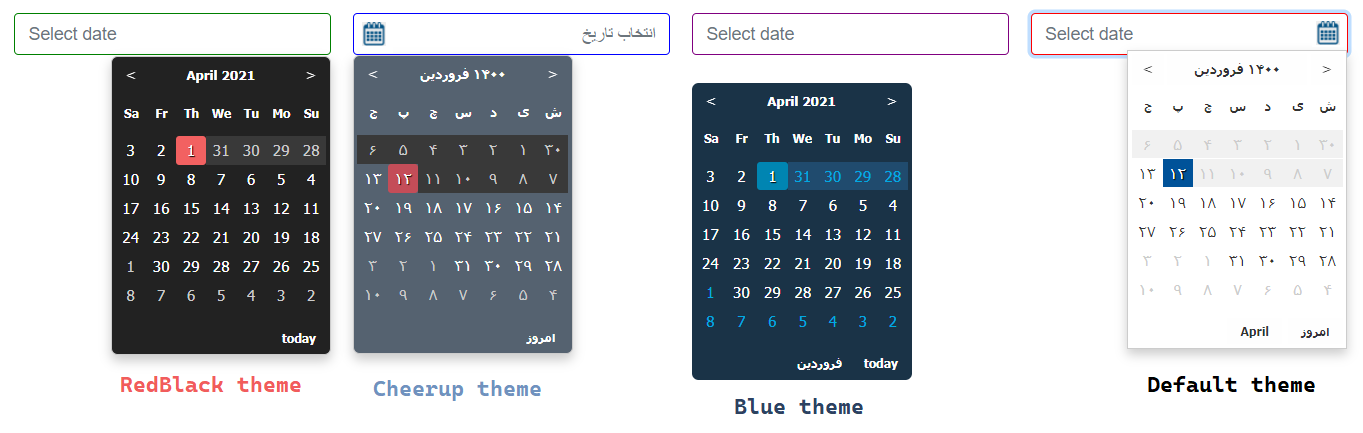 Select date
انتخاب تاریخ
Select date
Select date
< April 2021 >
Sa Fr Th We Tu Mo Su
3 2 1 31 30 29 28
10 9 8 7 6 5 4
17 16 15 14 13 12 11
24 23 22 21 20 19 18
1 30 29 28 27 26 25
8 7 6 5 4 3 2
today
RedBlack theme
< ۱۴۰۰ فروردین >
ش ی د س چ پ ج
۳۰ ۱ ۲ ۳ ۴ ۵ ۶
۷ ۸ ۹ ۱۰ ۱۱ ۱۲ ۱۳
۱۴ ۱۵ ۱۶ ۱۷ ۱۸ ۱۹ ۲۰
۲۱ ۲۲ ۲۳ ۲۴ ۲۵ ۲۶ ۲۷
۲۸ ۲۹ ۳۰ ۳۱ ۱ ۲ ۳
۴ ۵ ۶ ۷ ۸ ۹ ۱۰
امروز
Cheerup theme
< April 2021 >
Sa Fr Th We Tu Mo Su
3 2 1 31 30 29 28
10 9 8 7 6 5 4
17 16 15 14 13 12 11
24 23 22 21 20 19 18
1 30 29 28 27 26 25
8 7 6 5 4 3 2
فروردین today
Blue theme
< ۱۴۰۰ فروردین >
ش ی د س چ پ ج
۳۰ ۱ ۲ ۳ ۴ ۵ ۶
۷ ۸ ۹ ۱۰ ۱۱ ۱۲ ۱۳
۱۴ ۱۵ ۱۶ ۱۷ ۱۸ ۱۹ ۲۰
۲۱ ۲۲ ۲۳ ۲۴ ۲۵ ۲۶ ۲۷
۲۸ ۲۹ ۳۰ ۳۱ ۱ ۲ ۳
۴ ۵ ۶ ۷ ۸ ۹ ۱۰
امروز April
Default theme